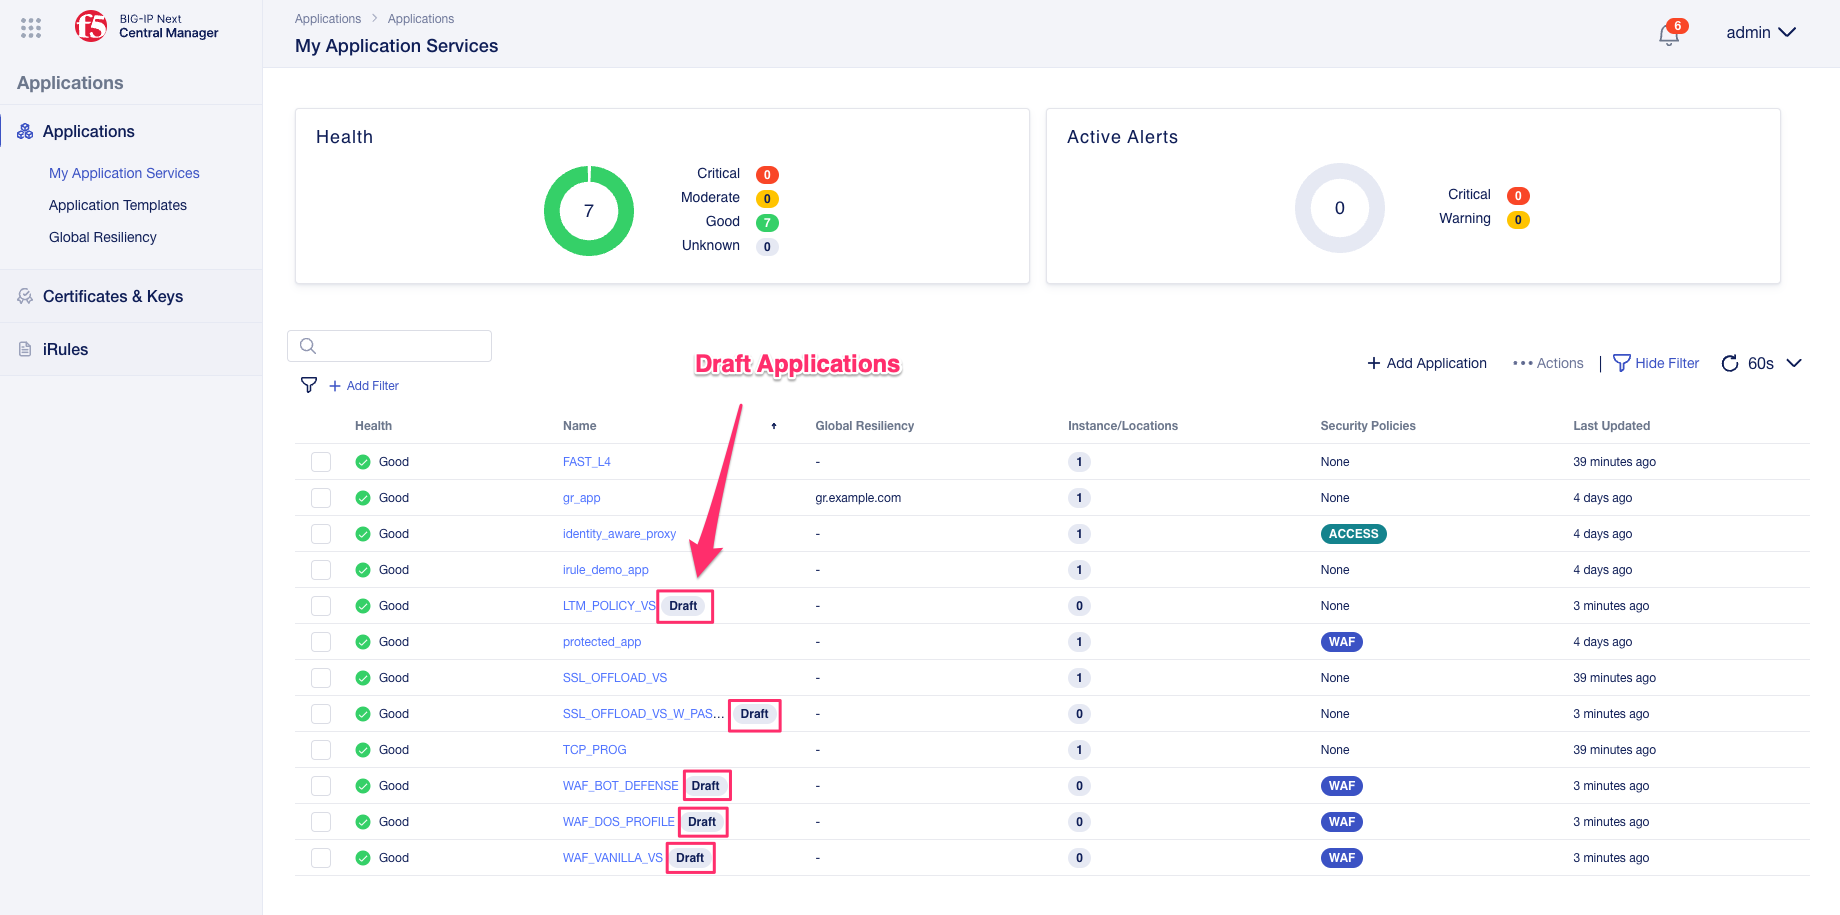 BIG-IP Next
Central Manager
Applications
Applications
My Application Services
Application Templates
Global Resiliency
Certificates & Keys
iRules
Applications > Applications
My Application Services
6
admin
Health
7
Critical 0
Moderate 0
Good 7
Unknown 0
Active Alerts
0
Critical 0
Warning 0
Draft Applications
+ Add Application ••• Actions | Hide Filter 60s
+ Add Filter
Health Name Global Resiliency Instance/Locations Security Policies Last Updated
Good FAST_L4 - 1 None 39 minutes ago
Good gr_app gr.example.com 1 None 4 days ago
Good identity_aware_proxy - 1 ACCESS 4 days ago
Good irule_demo_app - 1 None 4 days ago
Good LTM_POLICY_VS Draft - 0 None 3 minutes ago
Good protected_app - 1 WAF 4 days ago
Good SSL_OFFLOAD_VS - 1 None 39 minutes ago
Good SSL_OFFLOAD_VS_W_PAS... Draft - 0 None 3 minutes ago
Good TCP_PROG - 1 None 39 minutes ago
Good WAF_BOT_DEFENSE Draft - 0 WAF 3 minutes ago
Good WAF_DOS_PROFILE Draft - 0 WAF 3 minutes ago
Good WAF_VANILLA_VS Draft - 0 WAF 3 minutes ago